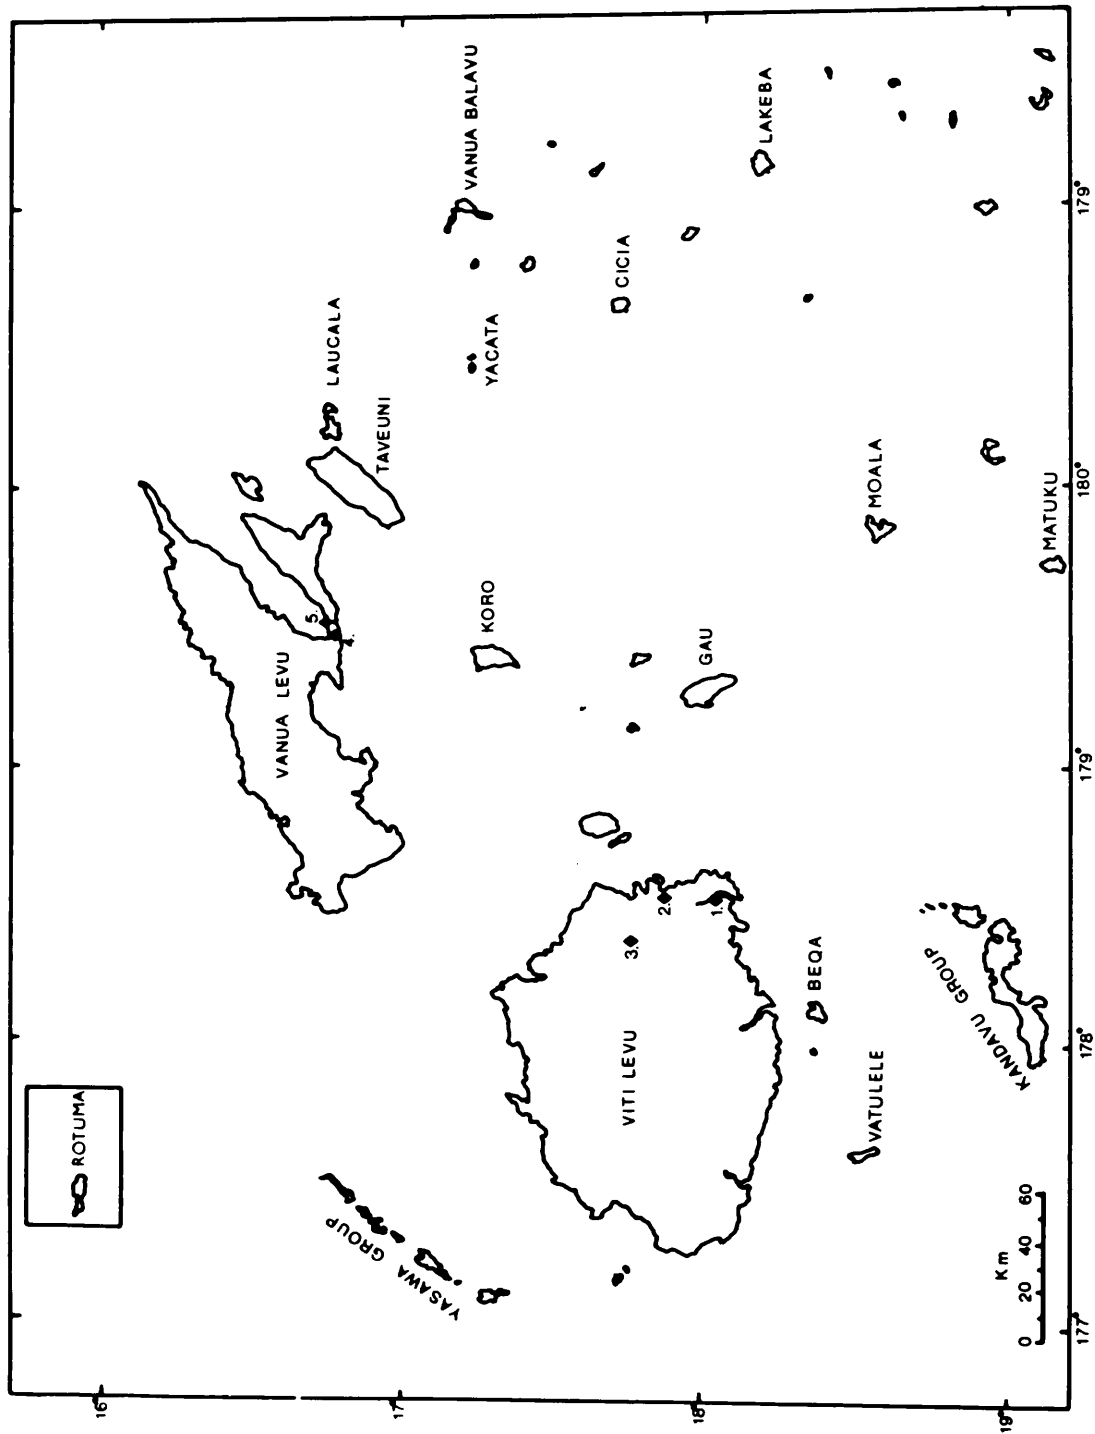 ROTUMA
YASAWA GROUP
VANUA LEVU
5.
4.
LAUCALA
TAVEUNI
VANUA BALAVU
YACATA
KORO
CICIA
GAU
LAKEBA
VITI LEVU
3.
2.
1.
BEQA
VATULELE
MOALA
MATUKU
KANDAVU GROUP
Km
0 20 40 60
16°
17°
18°
19°
177°
178°
179°
180°
179°